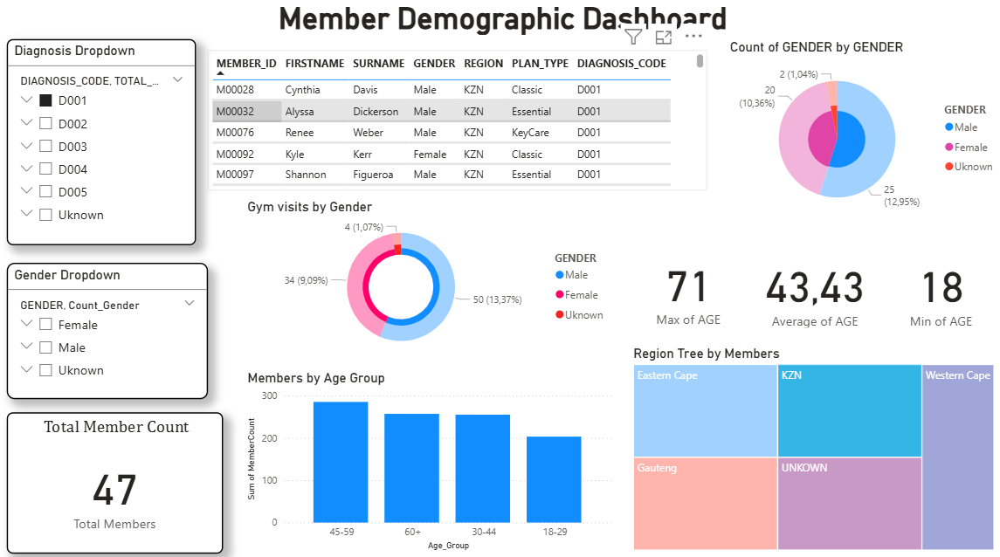 Member Demographic Dashboard
Diagnosis Dropdown
DIAGNOSIS_CODE, TOTAL_...
D001
D002
D003
D004
D005
Uknown
MEMBER_ID FIRSTNAME SURNAME GENDER REGION PLAN_TYPE DIAGNOSIS_CODE
M00028 Cynthia Davis Male KZN Classic D001
M00032 Alyssa Dickerson Male KZN Essential D001
M00076 Renee Weber Male KZN KeyCare D001
M00092 Kyle Kerr Female KZN Classic D001
M00097 Shannon Figueroa Male KZN Essential D001
Count of GENDER by GENDER
2 (1,04%)
20
(10,36%)
25
(12,95%)
GENDER
Male
Female
Uknown
Gym visits by Gender
4 (1,07%)
34 (9,09%)
50 (13,37%)
GENDER
Male
Female
Uknown
Gender Dropdown
GENDER, Count_Gender
Female
Male
Uknown
71
Max of AGE
43,43
Average of AGE
18
Min of AGE
Total Member Count
47
Total Members
Members by Age Group
Sum of MemberCount
300
200
100
0
45-59
60+
30-44
18-29
Age_Group
Region Tree by Members
Eastern Cape
KZN
Western Cape
Gauteng
UNKOWN